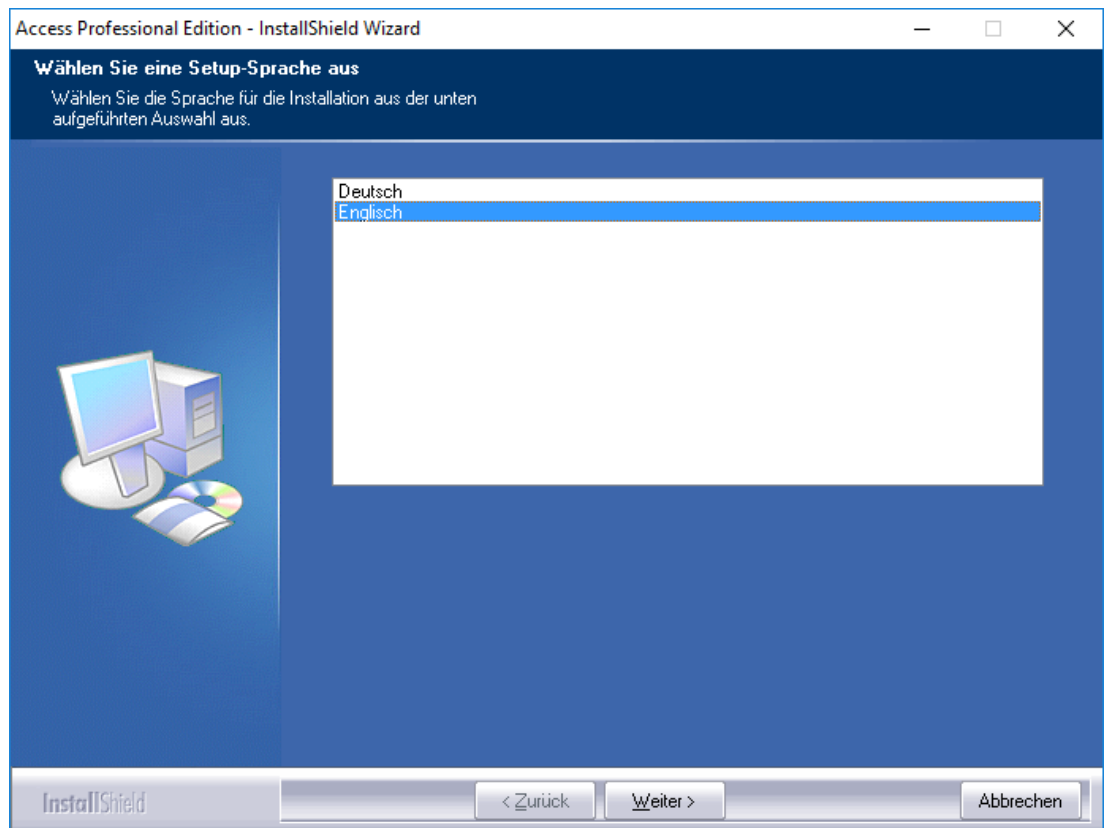 Access Professional Edition - InstallShield Wizard
Wählen Sie eine Setup-Sprache aus
Wählen Sie die Sprache für die Installation aus der unten
aufgeführten Auswahl aus.
Deutsch
Englisch
InstallShield
< Zurück
Weiter >
Abbrechen